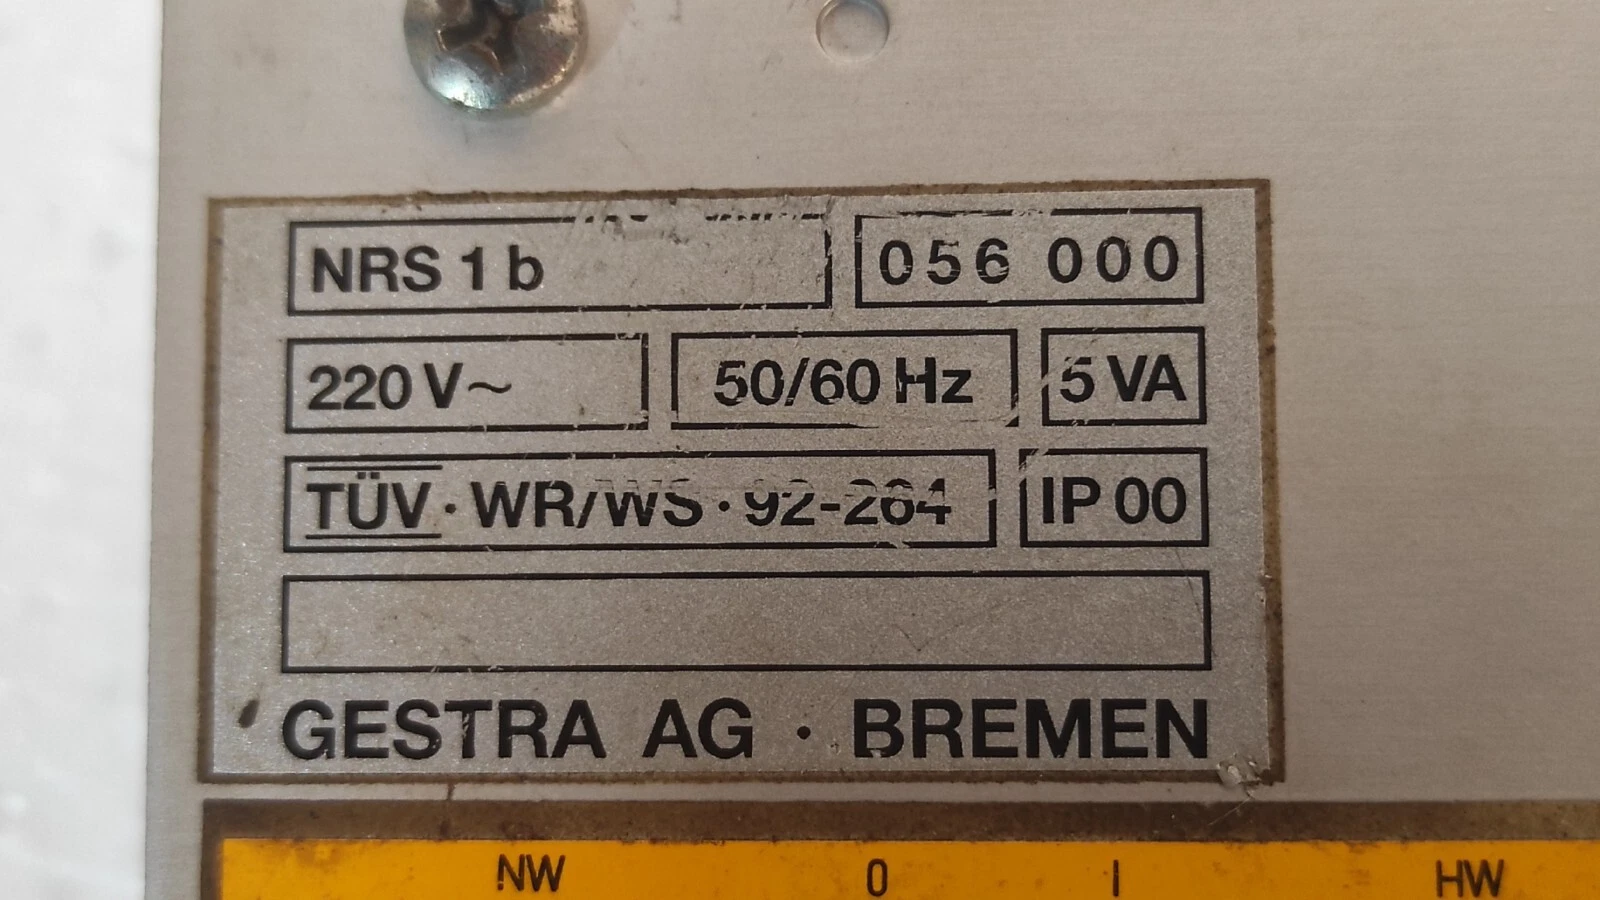 NRS 1 b 056 000
220 V~ 50/60 Hz 5 VA
TÜV · WR/WS · 92-264 IP 00
GESTRA AG · BREMEN
NW 0 I HW